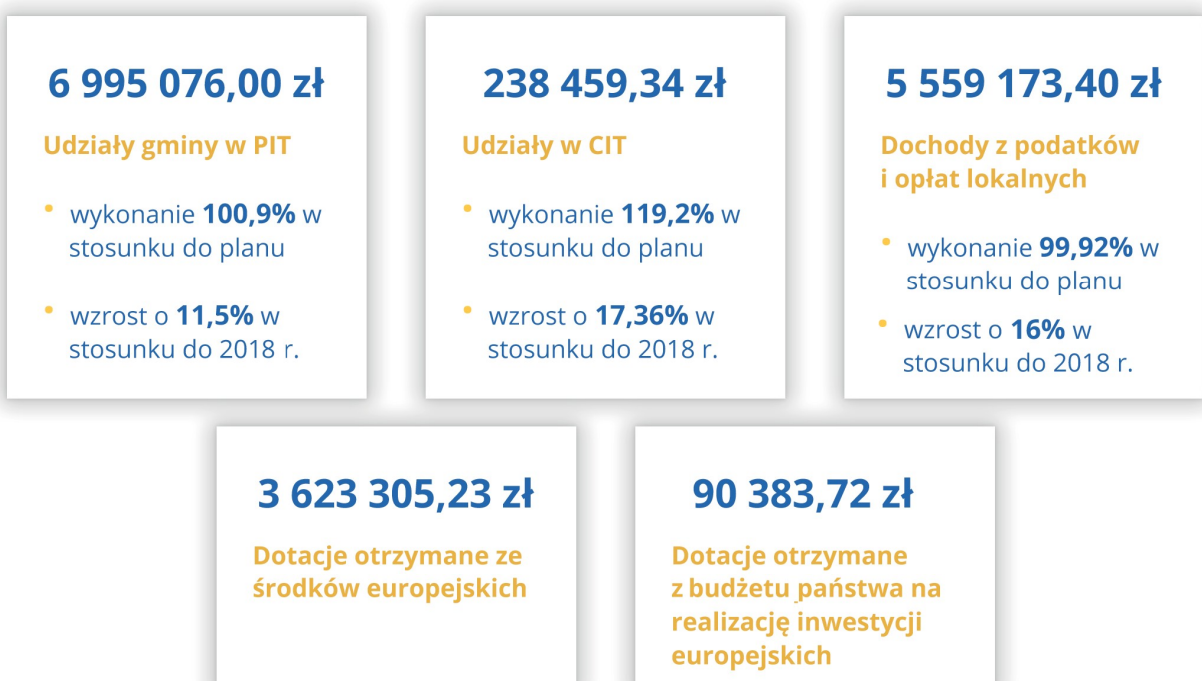 6 995 076,00 zł
Udziały gminy w PIT
• wykonanie 100,9% w
stosunku do planu
• wzrost o 11,5% w
stosunku do 2018 r.
238 459,34 zł
Udziały w CIT
• wykonanie 119,2% w
stosunku do planu
• wzrost o 17,36% w
stosunku do 2018 r.
5 559 173,40 zł
Dochody z podatków
i opłat lokalnych
• wykonanie 99,92% w
stosunku do planu
• wzrost o 16% w
stosunku do 2018 r.
3 623 305,23 zł
Dotacje otrzymane ze
środków europejskich
90 383,72 zł
Dotacje otrzymane
z budżetu państwa na
realizację inwestycji
europejskich